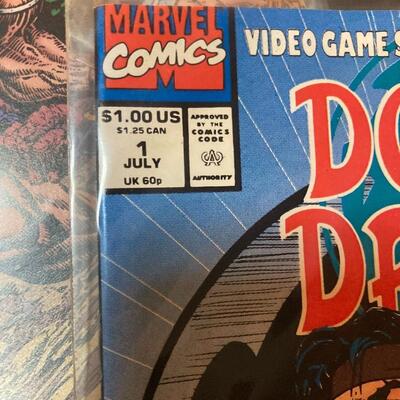 MARVEL
COMICS
VIDEO GAME
$1.00 US
$1.25 CAN
1
JULY
UK 60p
APPROVED
BY THE
COMICS
CODE
AUTHORITY